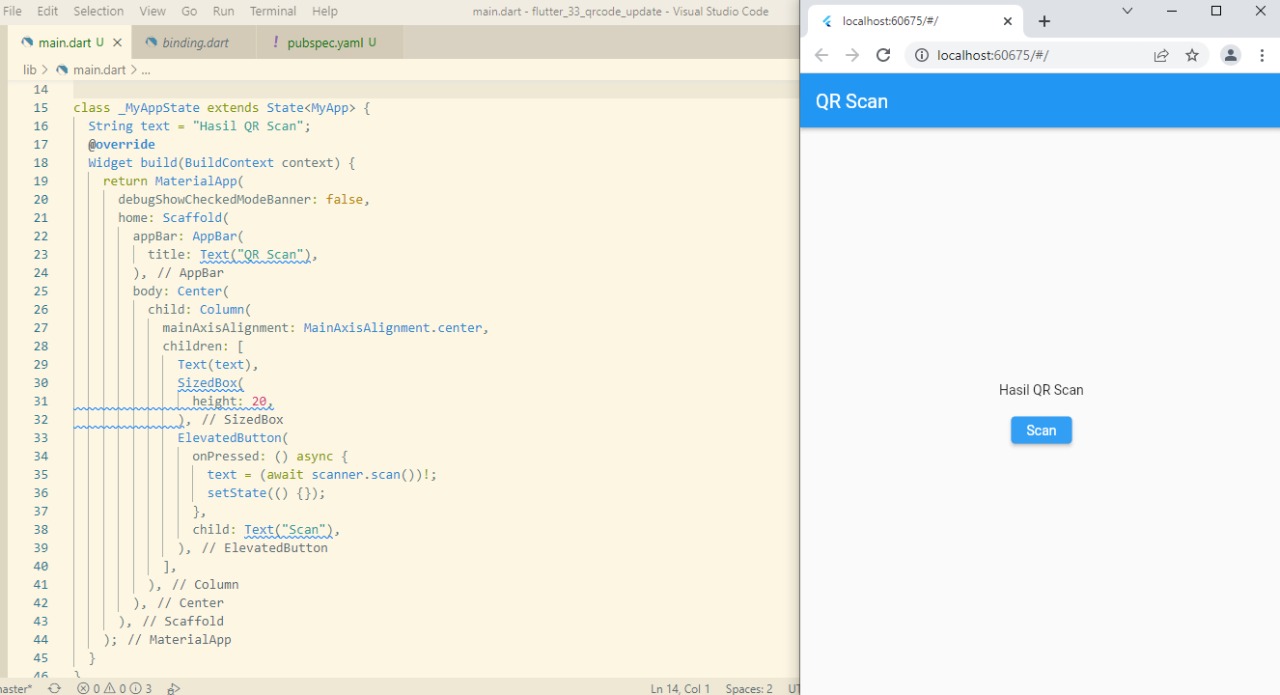 File Edit Selection View Go Run Terminal Help main.dart - flutter_33_qrcode_update - Visual Studio Code
main.dart U binding.dart ! pubspec.yaml U
lib > main.dart > ...
14
15 class _MyAppState extends State<MyApp> {
16 String text = "Hasil QR Scan";
17 @override
18 Widget build(BuildContext context) {
19 return MaterialApp(
20 debugShowCheckedModeBanner: false,
21 home: Scaffold(
22 appBar: AppBar(
23 title: Text("QR Scan"),
24 ), // AppBar
25 body: Center(
26 child: Column(
27 mainAxisAlignment: MainAxisAlignment.center,
28 children: [
29 Text(text),
30 SizedBox(
31 height: 20,
32 ), // SizedBox
33 ElevatedButton(
34 onPressed: () async {
35 text = (await scanner.scan())!;
36 setState(() {});
37 },
38 child: Text("Scan"),
39 ), // ElevatedButton
40 ],
41 ), // Column
42 ), // Center
43 ), // Scaffold
44 ); // MaterialApp
45 }
46 }
master* 0 0 3 Ln 14, Col 1 Spaces: 2 UT
localhost:60675/#/
localhost:60675/#/
QR Scan
Hasil QR Scan
Scan